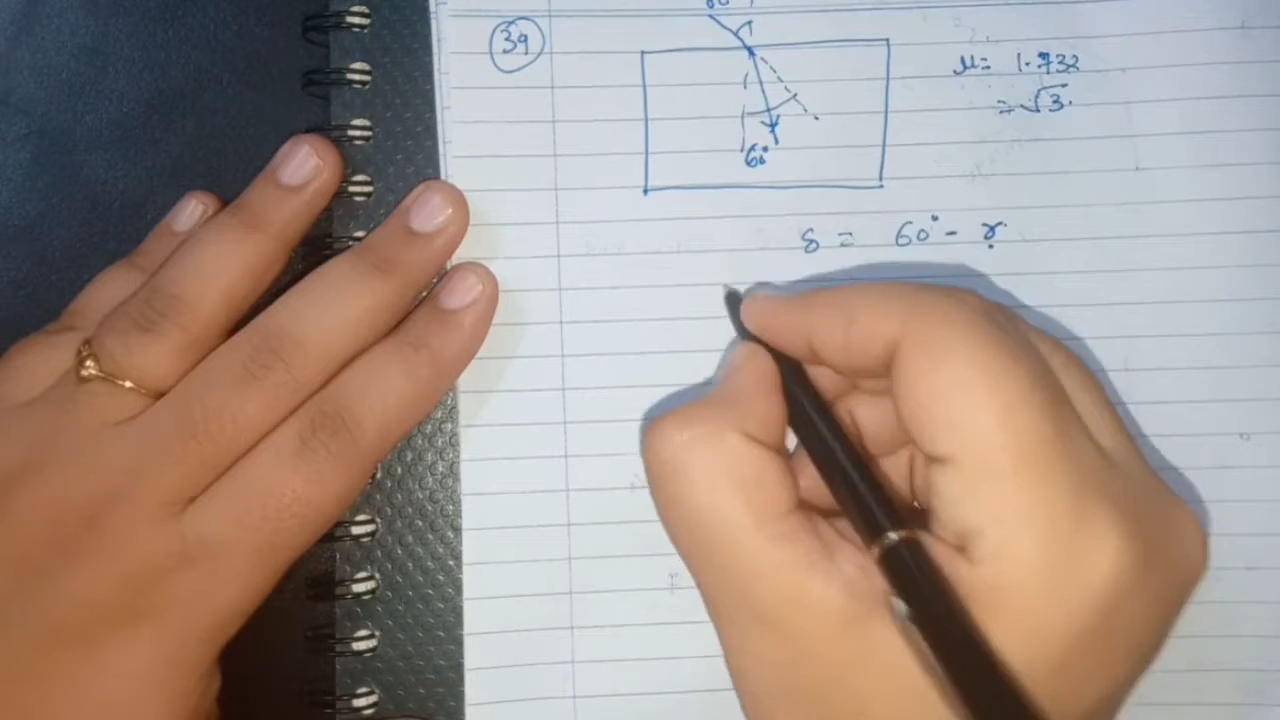 39
μ = 1.732
= √3.
60°
δ = 60° - r